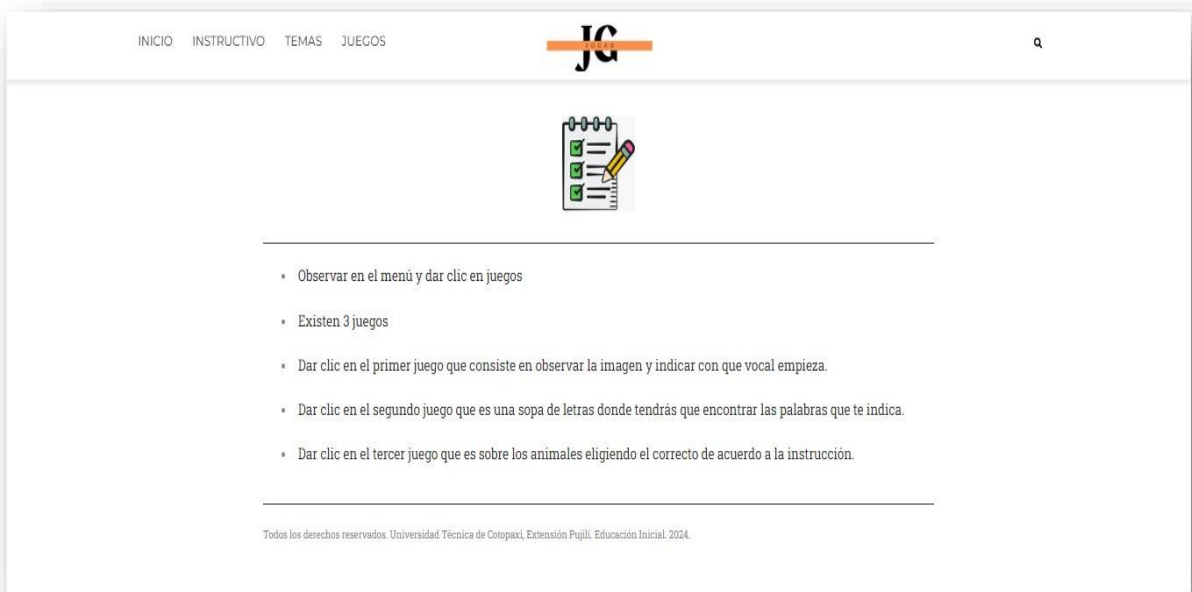 INICIO INSTRUCTIVO TEMAS JUEGOS
JG
JUGAR
Observar en el menú y dar clic en juegos
Existen 3 juegos
Dar clic en el primer juego que consiste en observar la imagen y indicar con que vocal empieza.
Dar clic en el segundo juego que es una sopa de letras donde tendrás que encontrar las palabras que te indica.
Dar clic en el tercer juego que es sobre los animales eligiendo el correcto de acuerdo a la instrucción.
Todos los derechos reservados. Universidad Técnica de Cotopaxi, Extensión Pujilí. Educación Inicial. 2024.